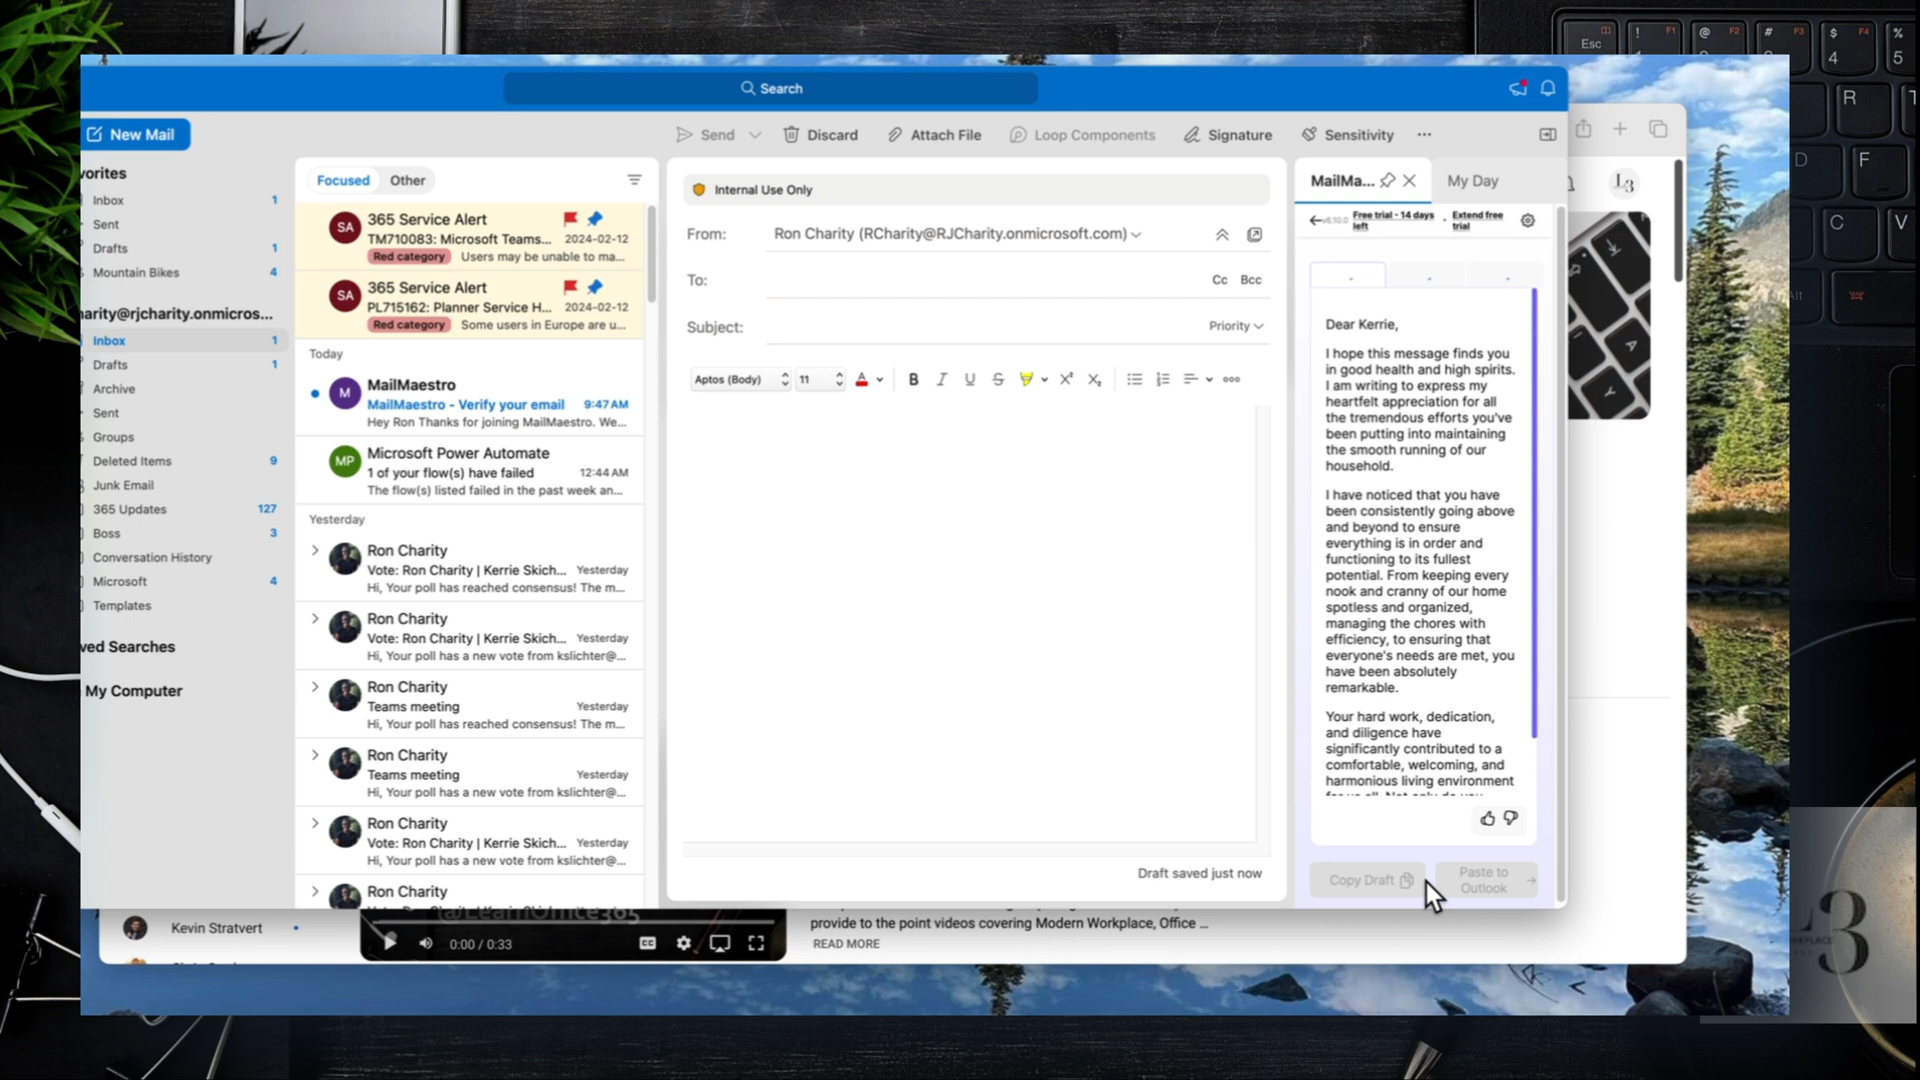 Search
New Mail
Send
Discard
Attach File
Loop Components
Signature
Sensitivity
vorites
Inbox 1
Sent
Drafts 1
Mountain Bikes 4
arity@rjcharity.onmicros...
Inbox 1
Drafts 1
Archive
Sent
Groups
Deleted Items 9
Junk Email
365 Updates 127
Boss 3
Conversation History
Microsoft 4
Templates
ved Searches
My Computer
Focused Other
SA 365 Service Alert
TM710083: Microsoft Teams... 2024-02-12
Red category Users may be unable to ma...
SA 365 Service Alert
PL715162: Planner Service H... 2024-02-12
Red category Some users in Europe are u...
Today
M MailMaestro
MailMaestro - Verify your email 9:47 AM
Hey Ron Thanks for joining MailMaestro. We...
MP Microsoft Power Automate
1 of your flow(s) have failed 12:44 AM
The flow(s) listed failed in the past week an...
Yesterday
Ron Charity
Vote: Ron Charity | Kerrie Skich... Yesterday
Hi, Your poll has reached consensus! The m...
Ron Charity
Vote: Ron Charity | Kerrie Skich... Yesterday
Hi, Your poll has a new vote from kslichter@...
Ron Charity
Teams meeting Yesterday
Hi, Your poll has reached consensus! The m...
Ron Charity
Teams meeting Yesterday
Hi, Your poll has a new vote from kslichter@...
Ron Charity
Vote: Ron Charity | Kerrie Skich... Yesterday
Hi, Your poll has a new vote from kslichter@...
Ron Charity
Internal Use Only
From: Ron Charity (RCharity@RJCharity.onmicrosoft.com)
To: Cc Bcc
Subject: Priority
Aptos (Body) 11 A B I U S X² X₂
Draft saved just now
MailMa... My Day
v6.10.0 Free trial - 14 days left · Extend free trial
Dear Kerrie,
I hope this message finds you
in good health and high spirits.
I am writing to express my
heartfelt appreciation for all
the tremendous efforts you've
been putting into maintaining
the smooth running of our
household.
I have noticed that you have
been consistently going above
and beyond to ensure
everything is in order and
functioning to its fullest
potential. From keeping every
nook and cranny of our home
spotless and organized,
managing the chores with
efficiency, to ensuring that
everyone's needs are met, you
have been absolutely
remarkable.
Your hard work, dedication,
and diligence have
significantly contributed to a
comfortable, welcoming, and
harmonious living environment
Copy Draft
Paste to
Outlook
Kevin Stratvert
@LearnOffice365
0:00 / 0:33
CC
provide to the point videos covering Modern Workplace, Office ...
READ MORE
L3
Esc
! F1
@ F2
# F3
$ F4
%
4
5
R
D
F
C
V